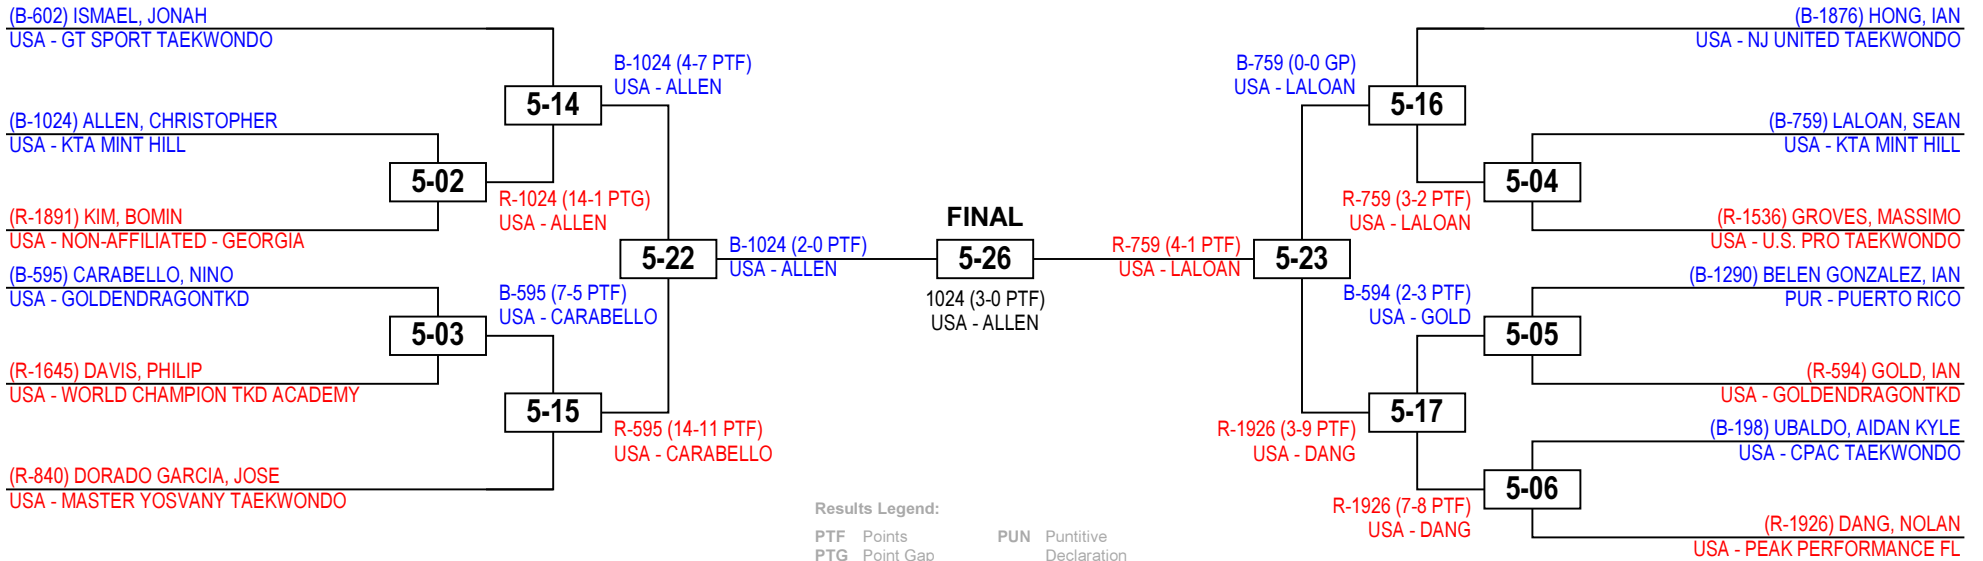 (B-602) ISMAEL, JONAH
USA - GT SPORT TAEKWONDO
5-14
B-1024 (4-7 PTF)
USA - ALLEN
(B-1024) ALLEN, CHRISTOPHER
USA - KTA MINT HILL
5-02
R-1024 (14-1 PTG)
USA - ALLEN
(R-1891) KIM, BOMIN
USA - NON-AFFILIATED - GEORGIA
5-22
B-1024 (2-0 PTF)
USA - ALLEN
(B-595) CARABELLO, NINO
USA - GOLDENDRAGONTKD
5-03
B-595 (7-5 PTF)
USA - CARABELLO
(R-1645) DAVIS, PHILIP
USA - WORLD CHAMPION TKD ACADEMY
5-15
R-595 (14-11 PTF)
USA - CARABELLO
(R-840) DORADO GARCIA, JOSE
USA - MASTER YOSVANY TAEKWONDO
FINAL
5-26
1024 (3-0 PTF)
USA - ALLEN
(B-1876) HONG, IAN
USA - NJ UNITED TAEKWONDO
B-759 (0-0 GP)
USA - LALOAN
5-16
(B-759) LALOAN, SEAN
USA - KTA MINT HILL
5-04
R-759 (3-2 PTF)
USA - LALOAN
(R-1536) GROVES, MASSIMO
USA - U.S. PRO TAEKWONDO
R-759 (4-1 PTF)
USA - LALOAN
5-23
(B-1290) BELEN GONZALEZ, IAN
PUR - PUERTO RICO
B-594 (2-3 PTF)
USA - GOLD
5-05
(R-594) GOLD, IAN
USA - GOLDENDRAGONTKD
5-17
R-1926 (3-9 PTF)
USA - DANG
(B-198) UBALDO, AIDAN KYLE
USA - CPAC TAEKWONDO
5-06
R-1926 (7-8 PTF)
USA - DANG
(R-1926) DANG, NOLAN
USA - PEAK PERFORMANCE FL
Results Legend:
PTF Points PUN Puntitive
PTG Point Gap Declaration